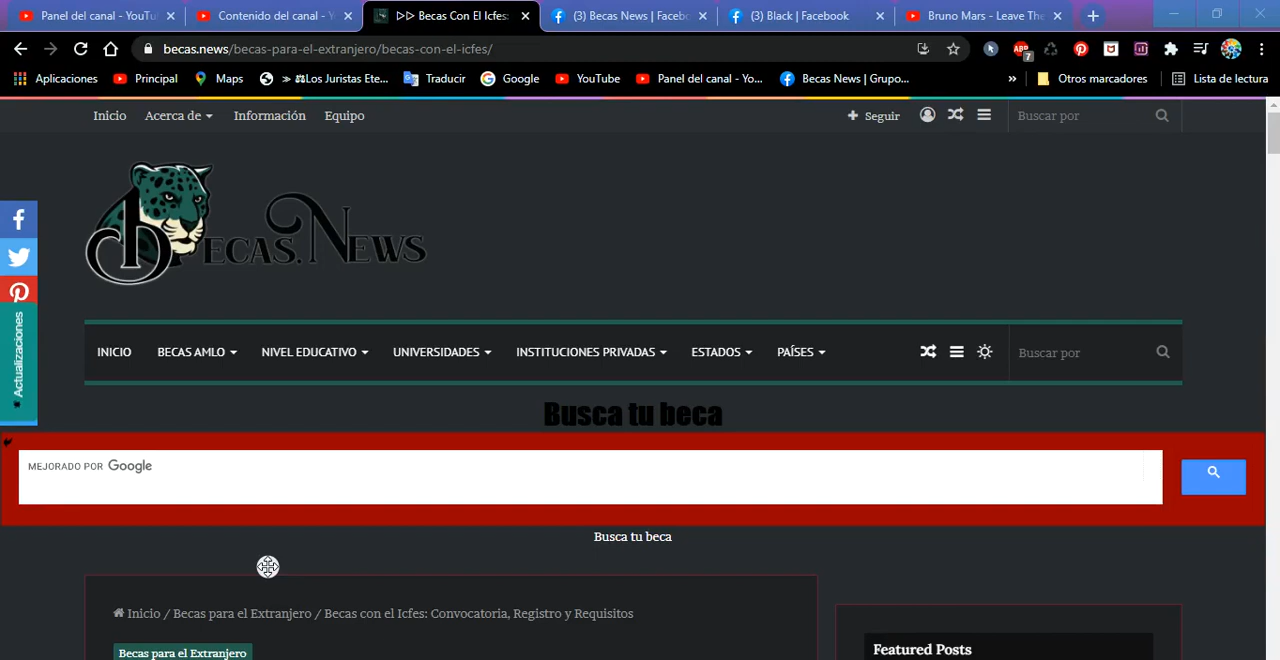 Panel del canal - YouTu
Contenido del canal - Y
▷▷ Becas Con El Icfes:
(3) Becas News | Facebo
(3) Black | Facebook
Bruno Mars - Leave The
becas.news/becas-para-el-extranjero/becas-con-el-icfes/
ABP
7
Aplicaciones
Principal
Maps
» ⚖Los Juristas Ete...
Traducir
Google
YouTube
Panel del canal - Yo...
Becas News | Grupo...
»
Otros marcadores
Lista de lectura
Inicio
Acerca de
Información
Equipo
+ Seguir
Buscar por
Becas.News
Actualizaciones
INICIO
BECAS AMLO
NIVEL EDUCATIVO
UNIVERSIDADES
INSTITUCIONES PRIVADAS
ESTADOS
PAÍSES
Buscar por
Busca tu beca
MEJORADO POR Google
Busca tu beca
Inicio / Becas para el Extranjero / Becas con el Icfes: Convocatoria, Registro y Requisitos
Becas para el Extranjero
Featured Posts